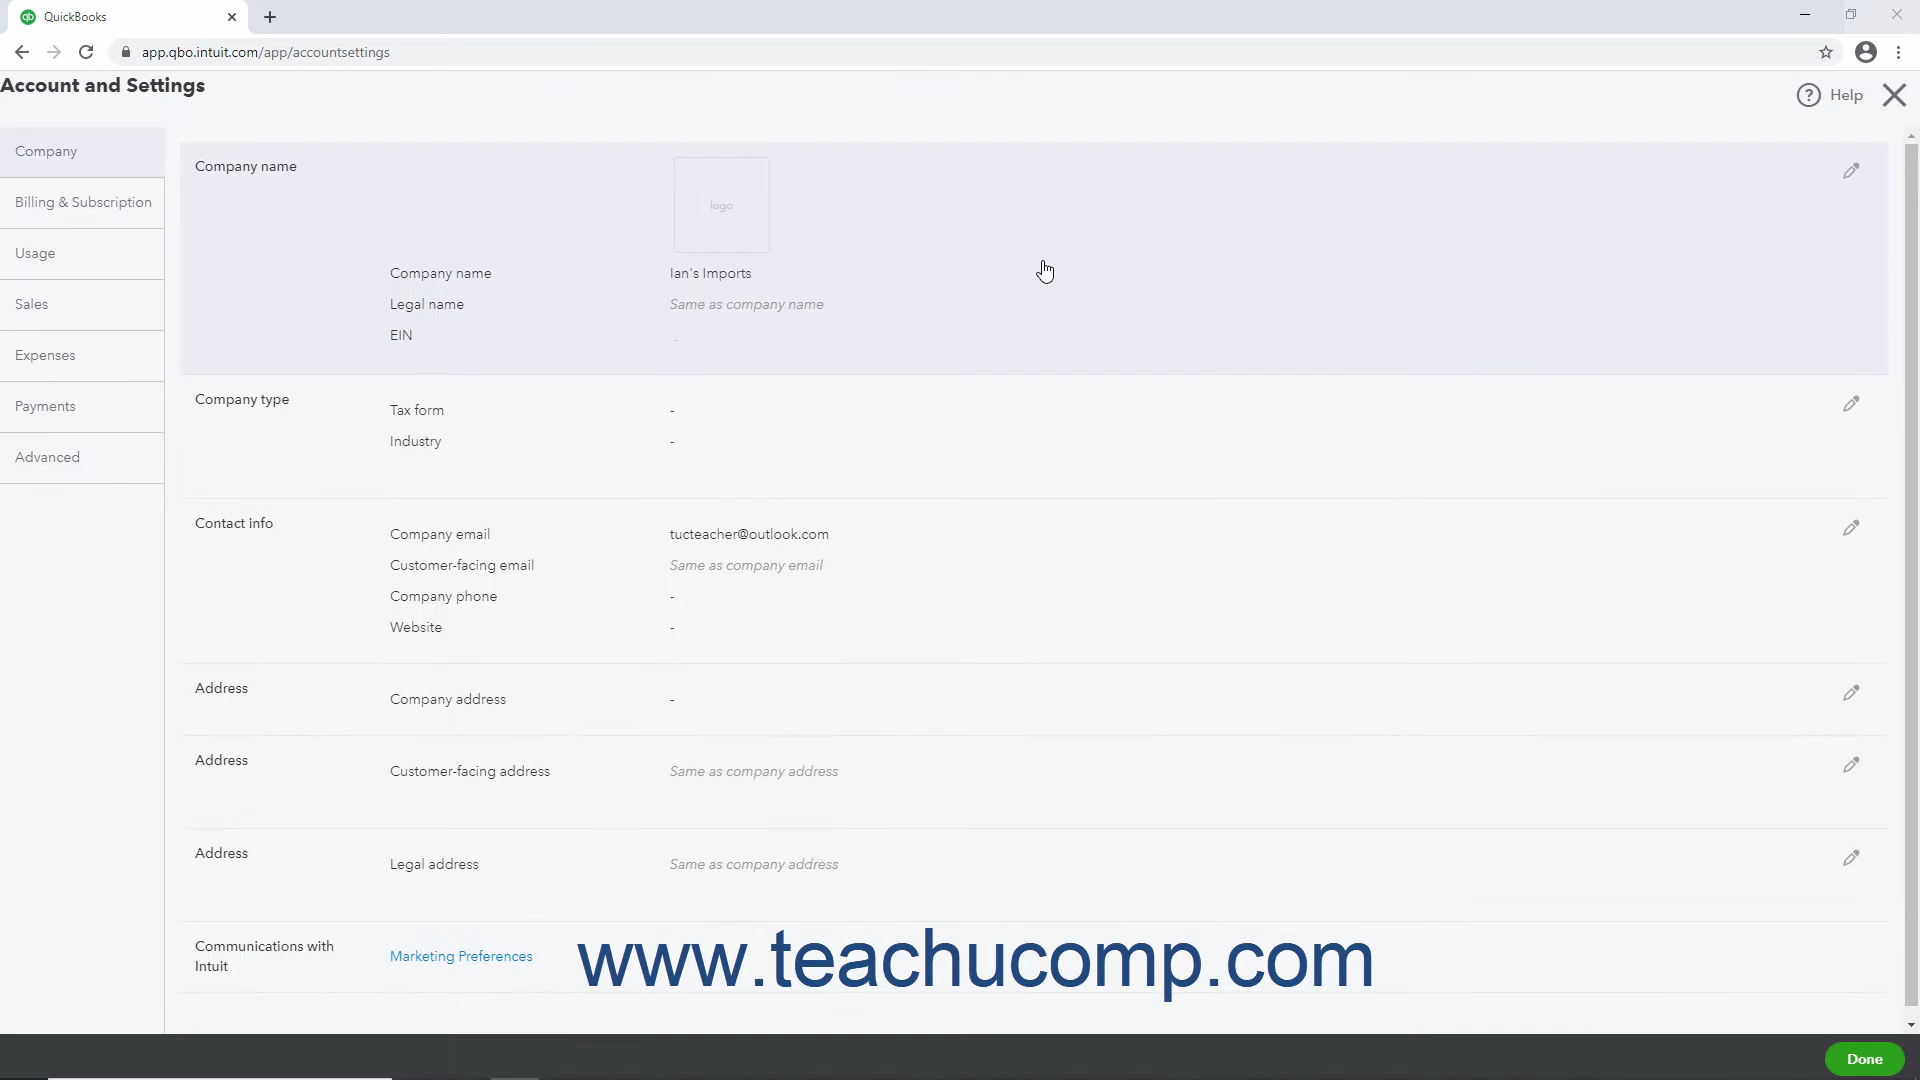 QuickBooks
app.qbo.intuit.com/app/accountsettings
Account and Settings
Help
Company
Billing & Subscription
Usage
Sales
Expenses
Payments
Advanced
Company name
logo
Company name Ian's Imports
Legal name Same as company name
EIN -
Company type
Tax form -
Industry -
Contact info
Company email tucteacher@outlook.com
Customer-facing email Same as company email
Company phone -
Website -
Address
Company address -
Address
Customer-facing address Same as company address
Address
Legal address Same as company address
Communications with
Intuit
Marketing Preferences
www.teachucomp.com
Done